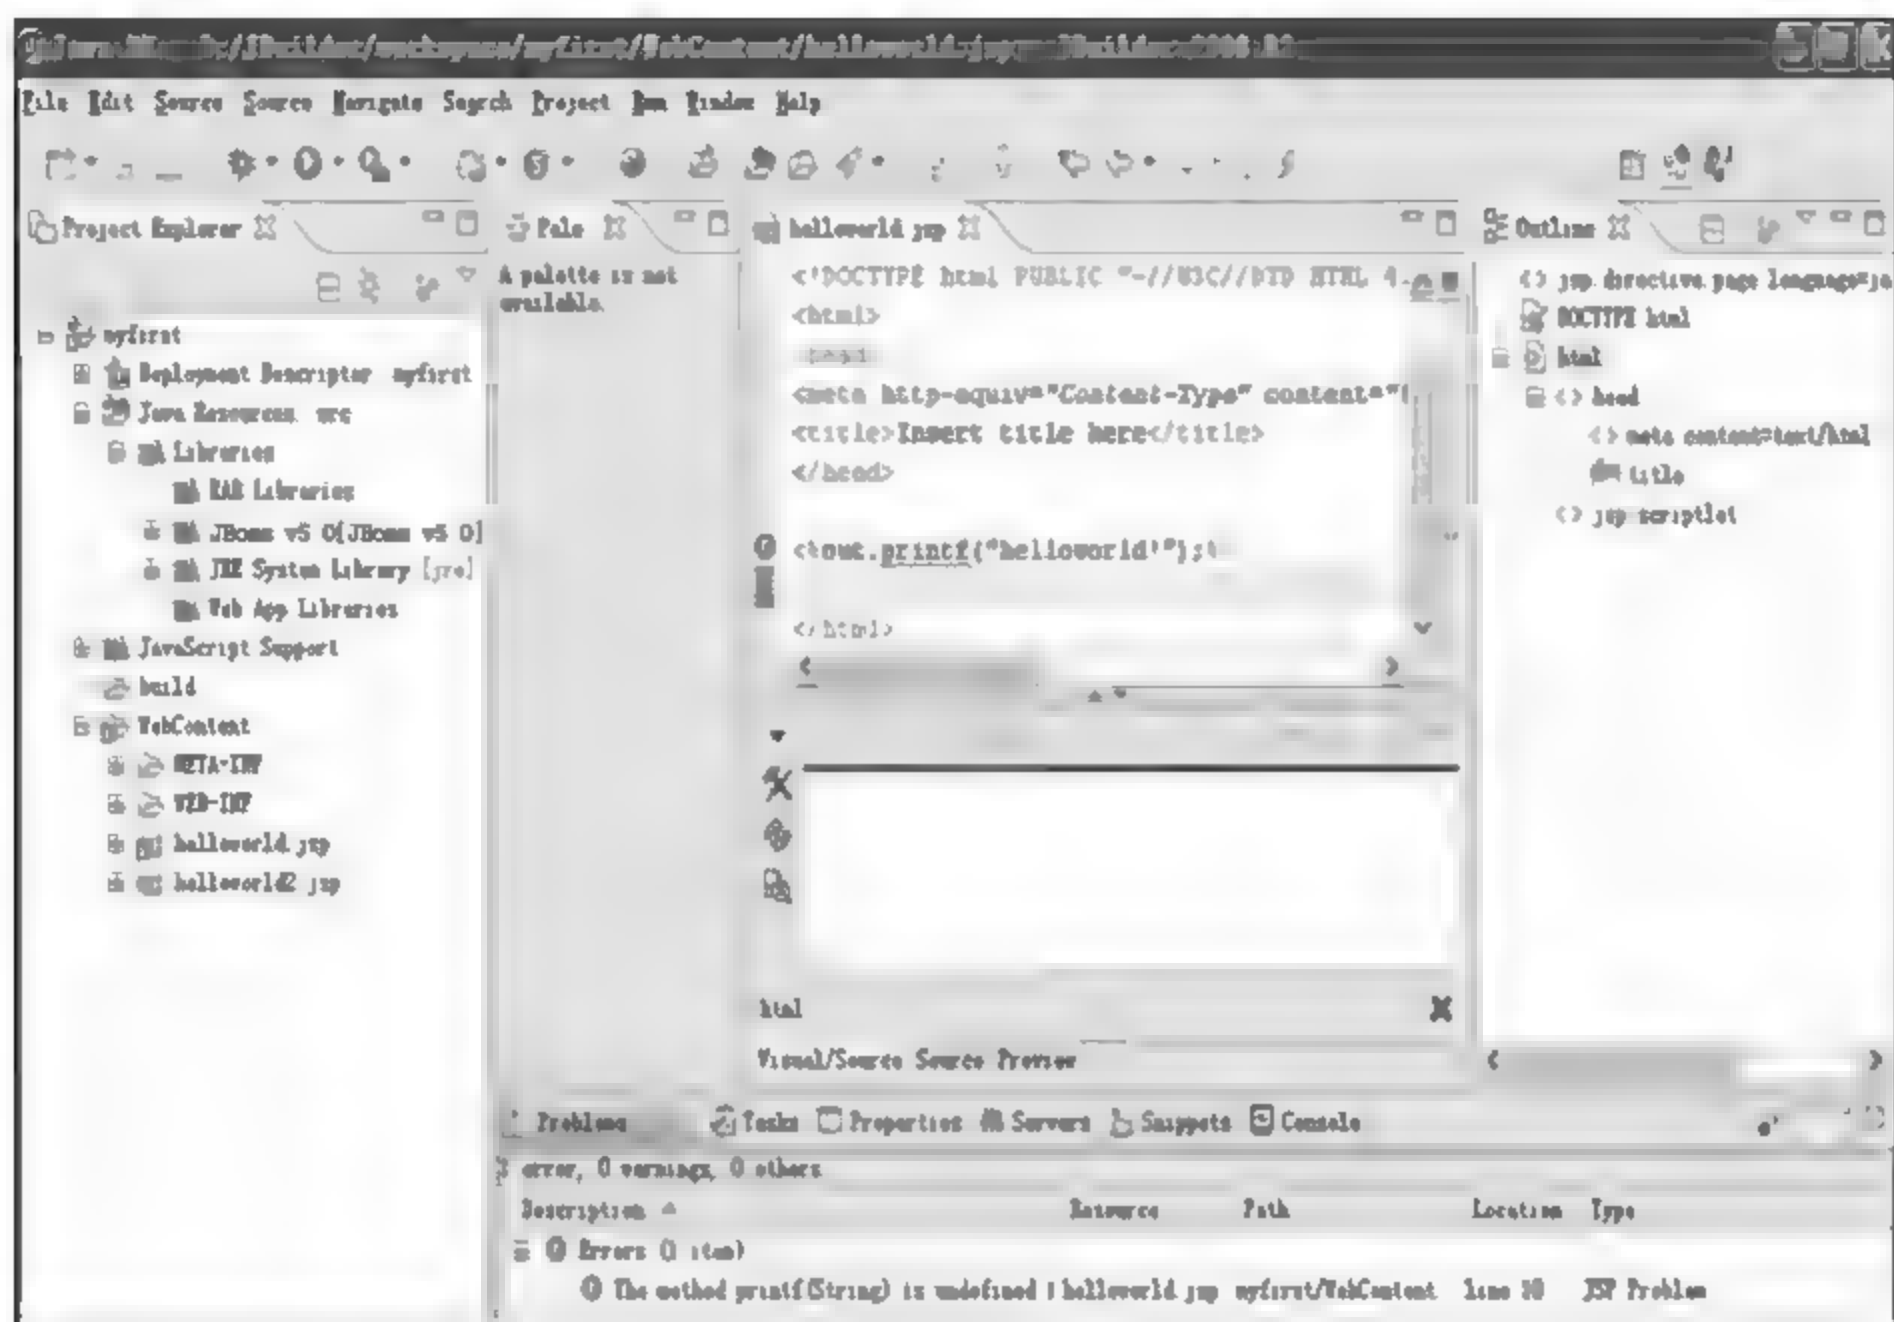 File Edit Source Source Navigate Search Project Run Window Help
Project Explorer
myfirst
Deployment Descriptor myfirst
Java Resources src
Libraries
EAR Libraries
JBoss v5 0[JBoss v5 0]
JRE System Library [jre]
Web App Libraries
JavaScript Support
build
WebContent
META-INF
WEB-INF
helloworld jsp
helloworld2 jsp
Pale
A palette is not
available.
helloworld jsp
<!DOCTYPE html PUBLIC "-//W3C//DTD HTML 4.
<html>
<head>
<meta http-equiv="Content-Type" content="t
<title>Insert title here</title>
</head>
<%out.printf("helloworld!");%
</html>
html
Visual/Source Source Preview
Outline
jsp directive page language=ja
DOCTYPE html
html
head
meta content=text/html
title
jsp scriptlet
Problems Tasks Properties Servers Snippets Console
error, 0 warnings, 0 others
Description Resource Path Location Type
Errors (1 item)
The method printf(String) is undefined helloworld jsp myfirst/WebContent line 10 JSP Problem